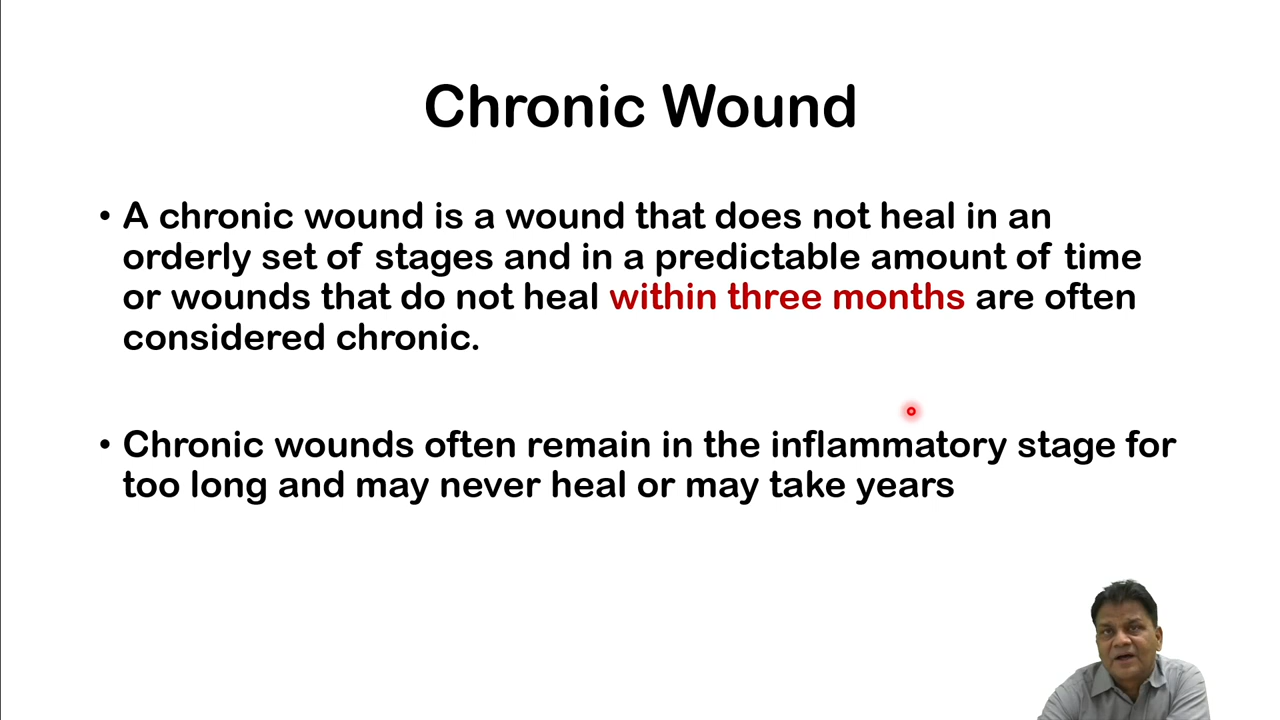 Chronic Wound
• A chronic wound is a wound that does not heal in an
orderly set of stages and in a predictable amount of time
or wounds that do not heal within three months are often
considered chronic.
• Chronic wounds often remain in the inflammatory stage for
too long and may never heal or may take years